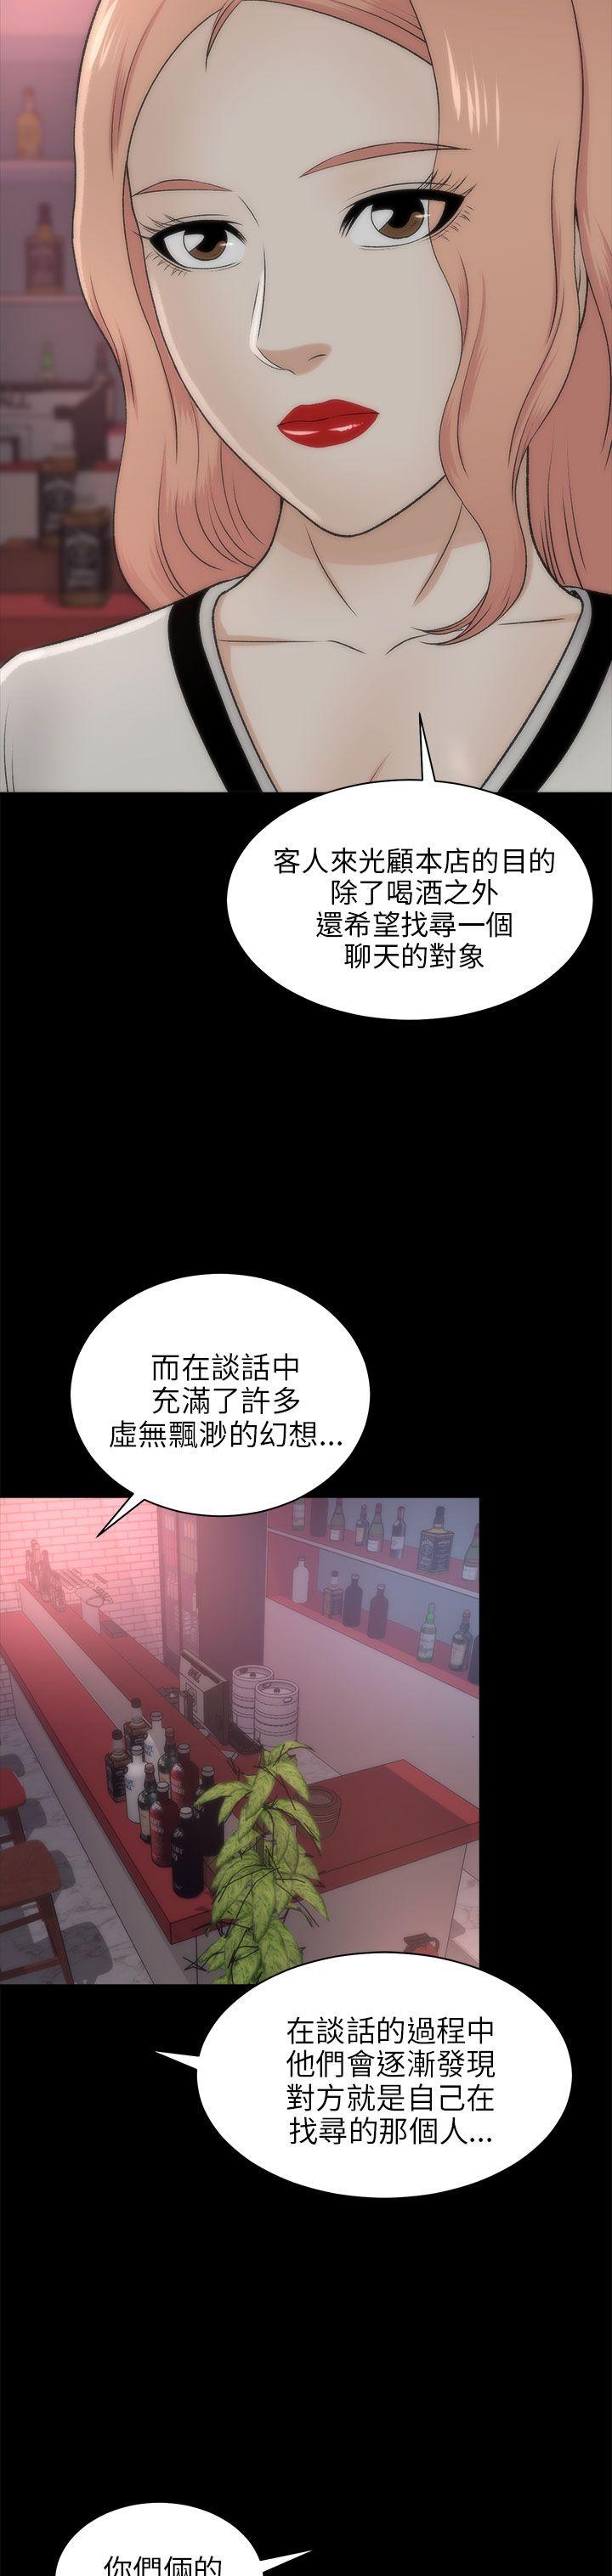 客人來光顧本店的目的
除了喝酒之外
還希望找尋一個
聊天的對象
而在談話中
充滿了許多
虛無飄渺的幻想...
在談話的過程中
他們會逐漸發現
對方就是自己在
找尋的那個人...
你們倆的